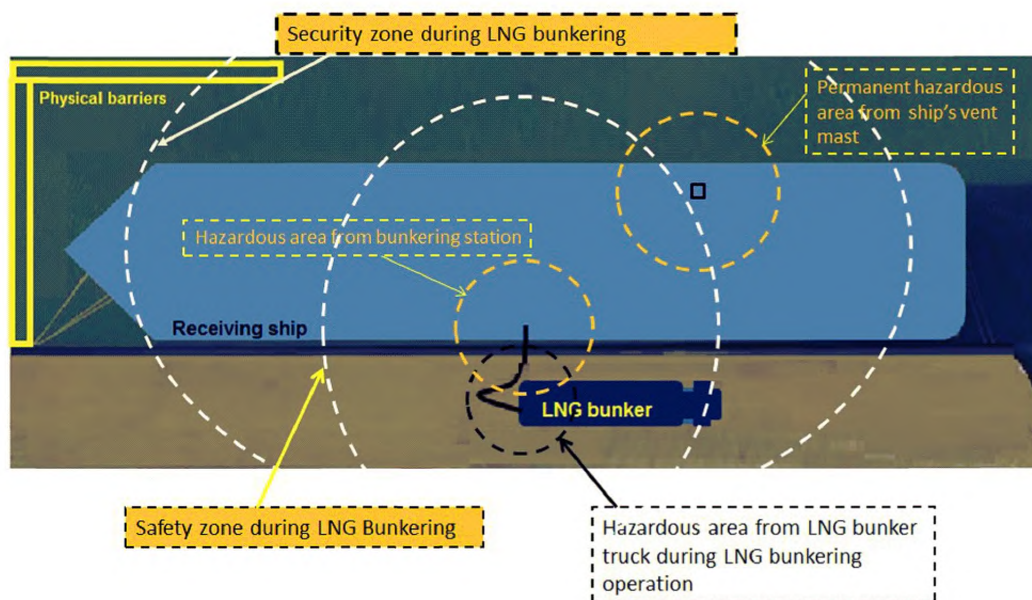 Security zone during LNG bunkering
Physical barriers
Permanent hazardous
area from ship's vent
mast
Hazardous area from bunkering station
Receiving ship
LNG bunker
Safety zone during LNG Bunkering
Hazardous area from LNG bunker
truck during LNG bunkering
operation